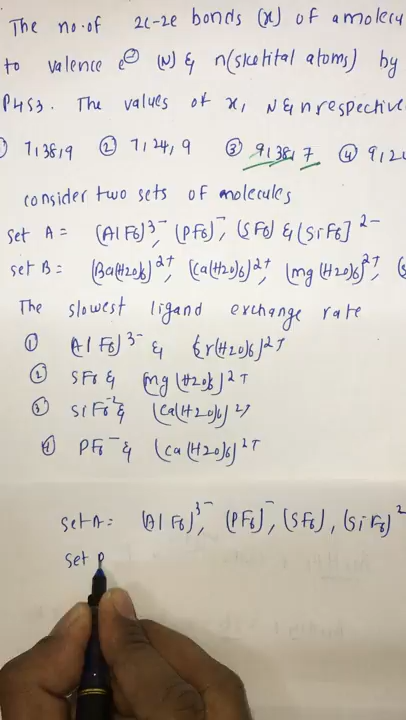 The no.of 2c-2e bonds (x) of a molecu
to valence e⊖ (N) & n(skeletal atoms) by
P4S3. The values of x, N & n respective
7,38,9 ② 7,24,9 ③ 9,38,7 ④ 9,2
consider two sets of molecules
set A = (AlF6)3-, (PF6)-, (SF6) & (SiF6]2-
set B = (Ba(H2O)6)2+, (Ca(H2O)6)2+, (mg(H2O)6)2+, (S
The slowest ligand exchange rate
① AlF6)3- & Sr(H2O)6)2+
② SF6 & mg(H2O)6)2+
③ SiF6-2 & (Ca(H2O)6)2+
④ PF6- & (Ca(H2O)6)2+
set A = (AlF6)3-, (PF6)-, (SF6), (SiF6)2
set